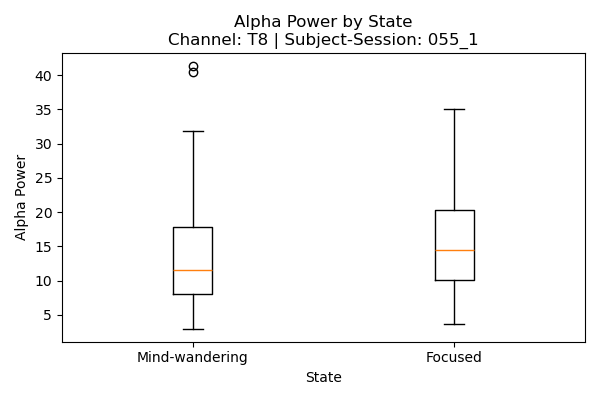 Alpha Power by State
Channel: T8 | Subject-Session: 055_1
Alpha Power
40
35
30
25
20
15
10
5
Mind-wandering
Focused
State